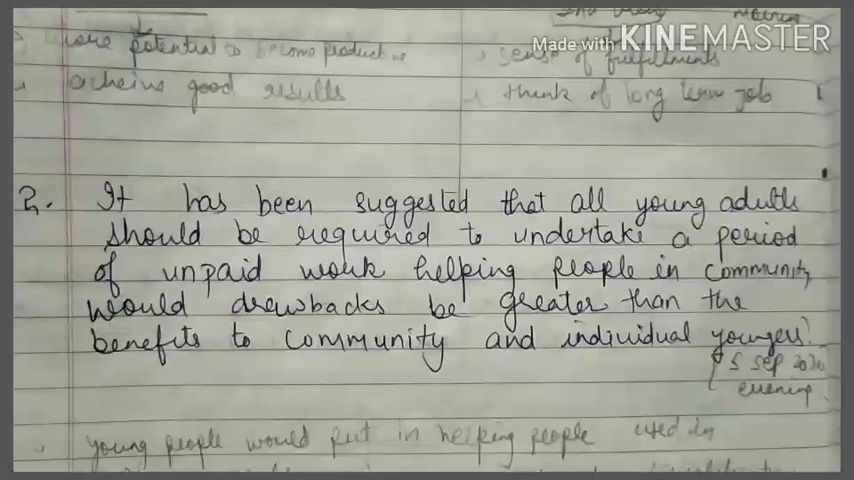 Made with KINEMASTER
more potential to become productive
sense of fulfillments
acheive good results
think of long term job
2. It has been suggested that all young adults
should be required to undertake a period
of unpaid work helping people in community
would drawbacks be greater than the
benefits to community and individual youngers?
5 Sep 2020
evening
young people would put in helping people used in